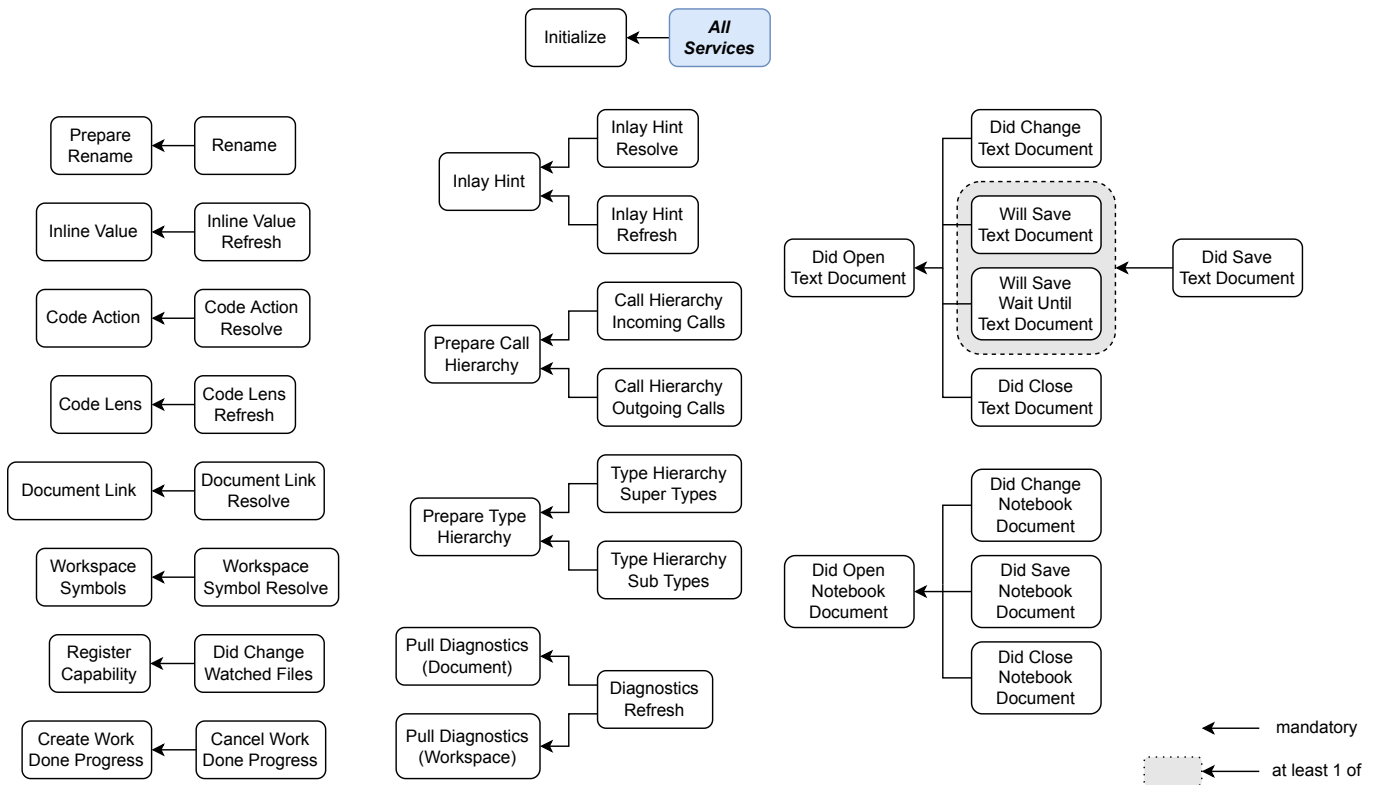 Initialize
All
Services
Prepare
Rename
Rename
Inline Value
Inline Value
Refresh
Code Action
Code Action
Resolve
Code Lens
Code Lens
Refresh
Document Link
Document Link
Resolve
Workspace
Symbols
Workspace
Symbol Resolve
Register
Capability
Did Change
Watched Files
Create Work
Done Progress
Cancel Work
Done Progress
Inlay Hint
Inlay Hint
Resolve
Inlay Hint
Refresh
Prepare Call
Hierarchy
Call Hierarchy
Incoming Calls
Call Hierarchy
Outgoing Calls
Prepare Type
Hierarchy
Type Hierarchy
Super Types
Type Hierarchy
Sub Types
Pull Diagnostics
(Document)
Pull Diagnostics
(Workspace)
Diagnostics
Refresh
Did Open
Text Document
Did Change
Text Document
Will Save
Text Document
Will Save
Wait Until
Text Document
Did Close
Text Document
Did Save
Text Document
Did Open
Notebook
Document
Did Change
Notebook
Document
Did Save
Notebook
Document
Did Close
Notebook
Document
mandatory
at least 1 of